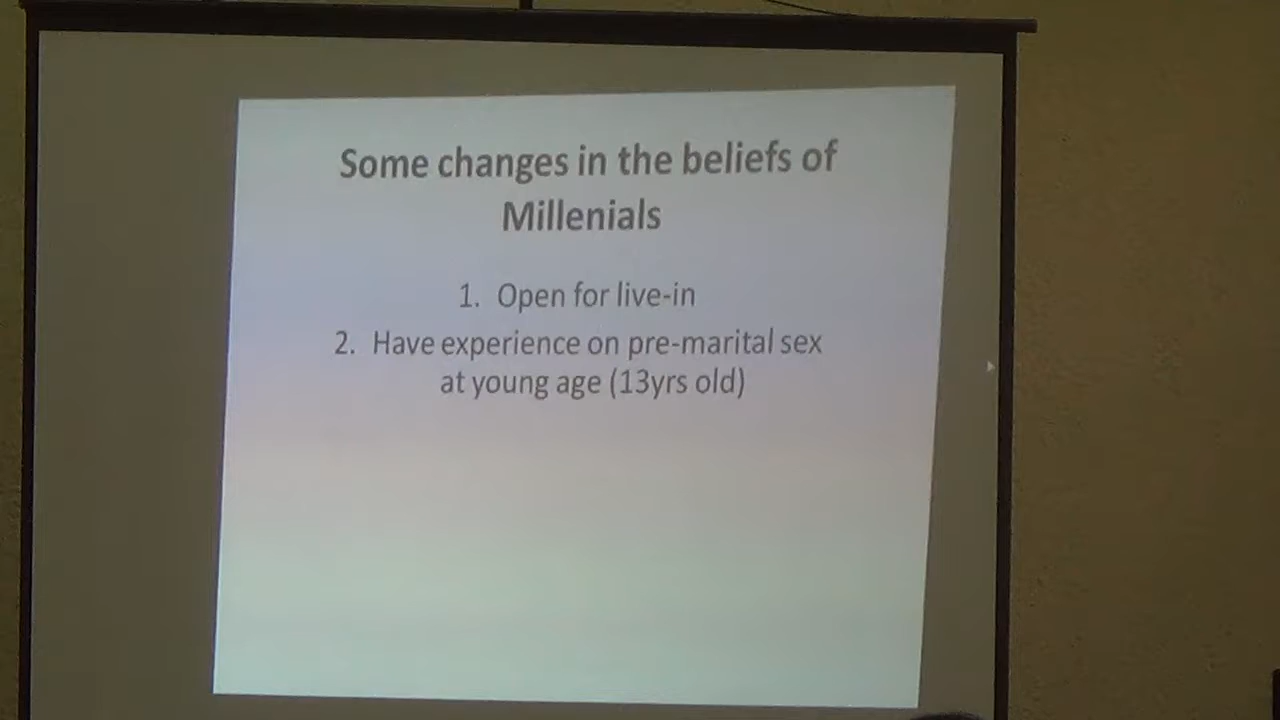 Some changes in the beliefs of
Millenials
1. Open for live-in
2. Have experience on pre-marital sex
at young age (13yrs old)